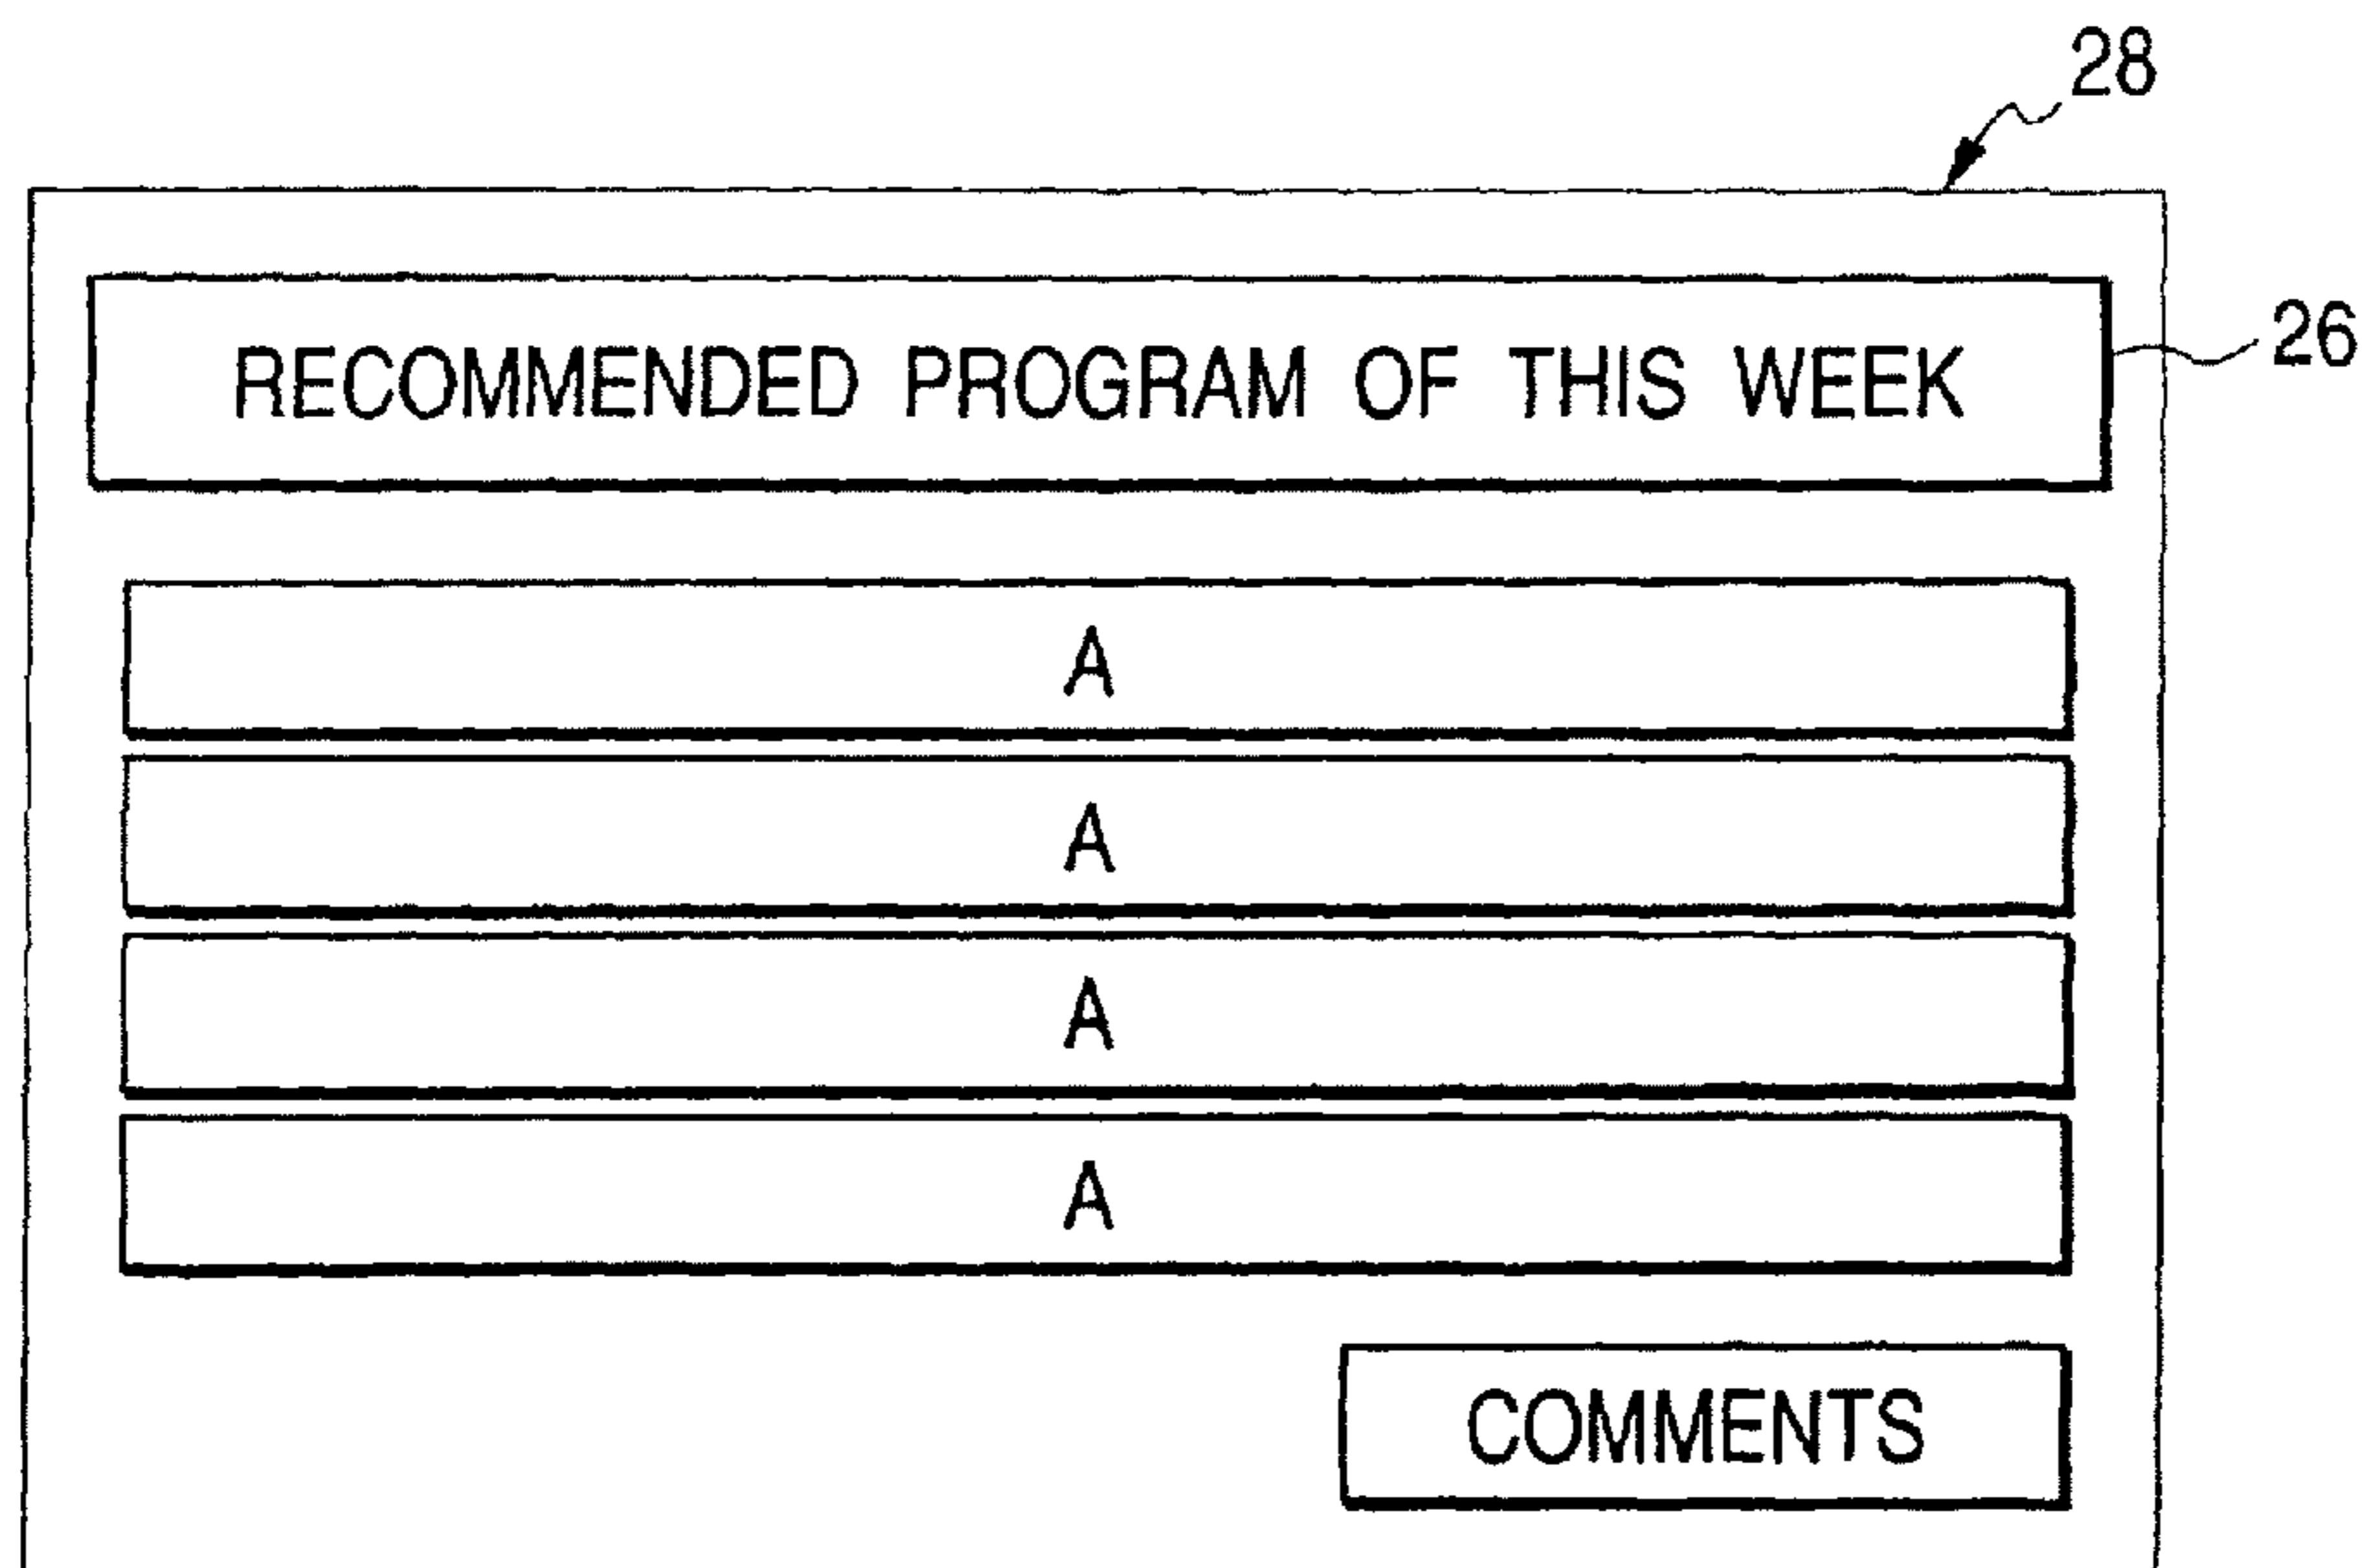 28
RECOMMENDED PROGRAM OF THIS WEEK
26
A
A
A
A
COMMENTS